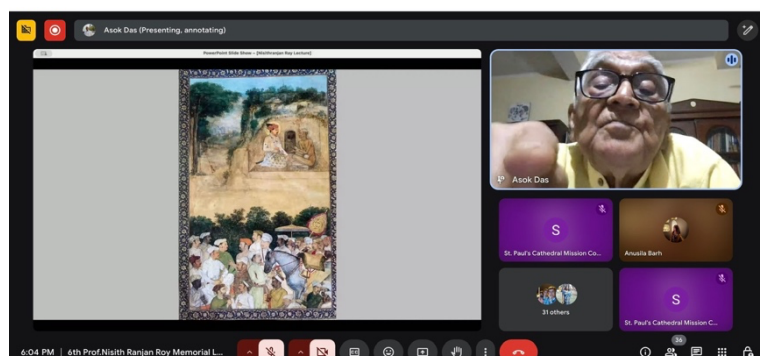 Asok Das (Presenting, annotating)
PowerPoint Slide Show - [Nisithranjan Roy Lecture]
Asok Das
S
St. Paul's Cathedral Mission Co...
Anusila Barh
31 others
S
St. Paul's Cathedral Mission C...
6:04 PM | 6th Prof.Nisith Ranjan Roy Memorial L...
36